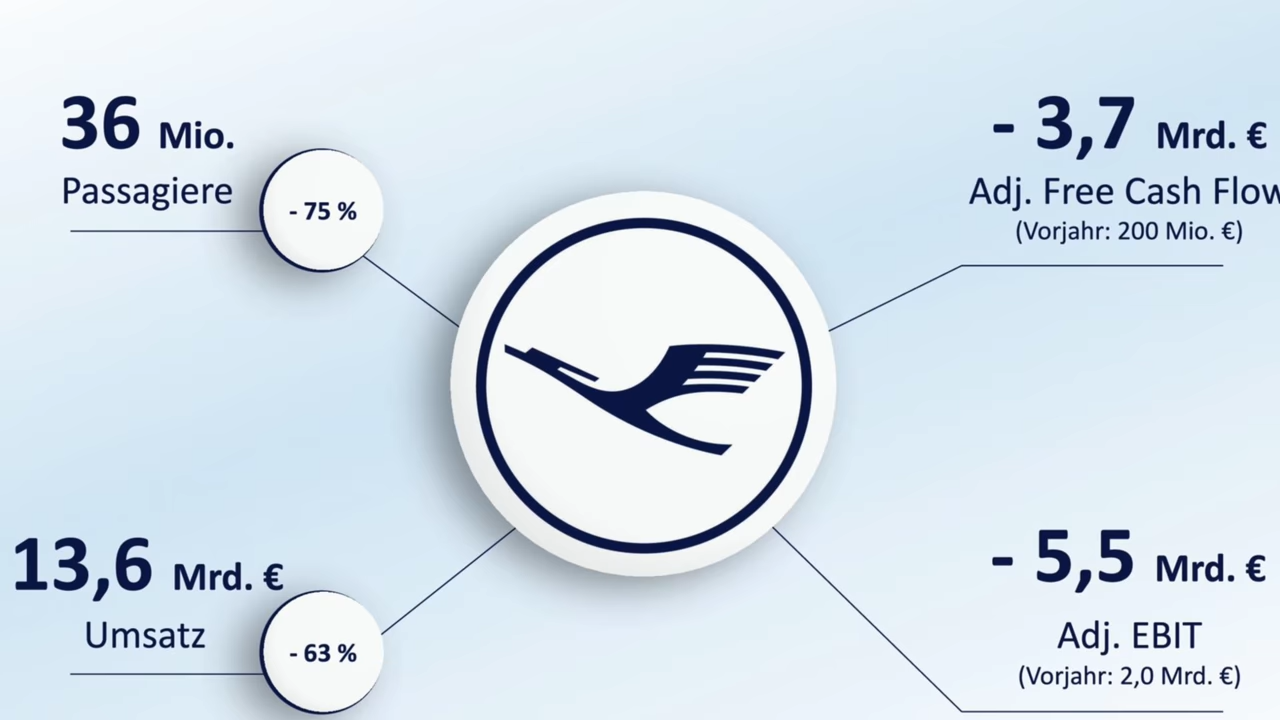 36 Mio.
Passagiere
- 75 %
- 3,7 Mrd. €
Adj. Free Cash Flow
(Vorjahr: 200 Mio. €)
13,6 Mrd. €
Umsatz
- 63 %
- 5,5 Mrd. €
Adj. EBIT
(Vorjahr: 2,0 Mrd. €)